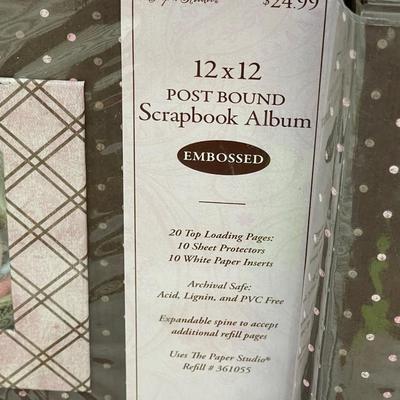 $24.99
12 x 12
POST BOUND
Scrapbook Album
EMBOSSED
20 Top Loading Pages:
10 Sheet Protectors
10 White Paper Inserts
Archival Safe:
Acid, Lignin, and PVC Free
Expandable spine to accept
additional refill pages
Uses The Paper Studio®
Refill # 361055